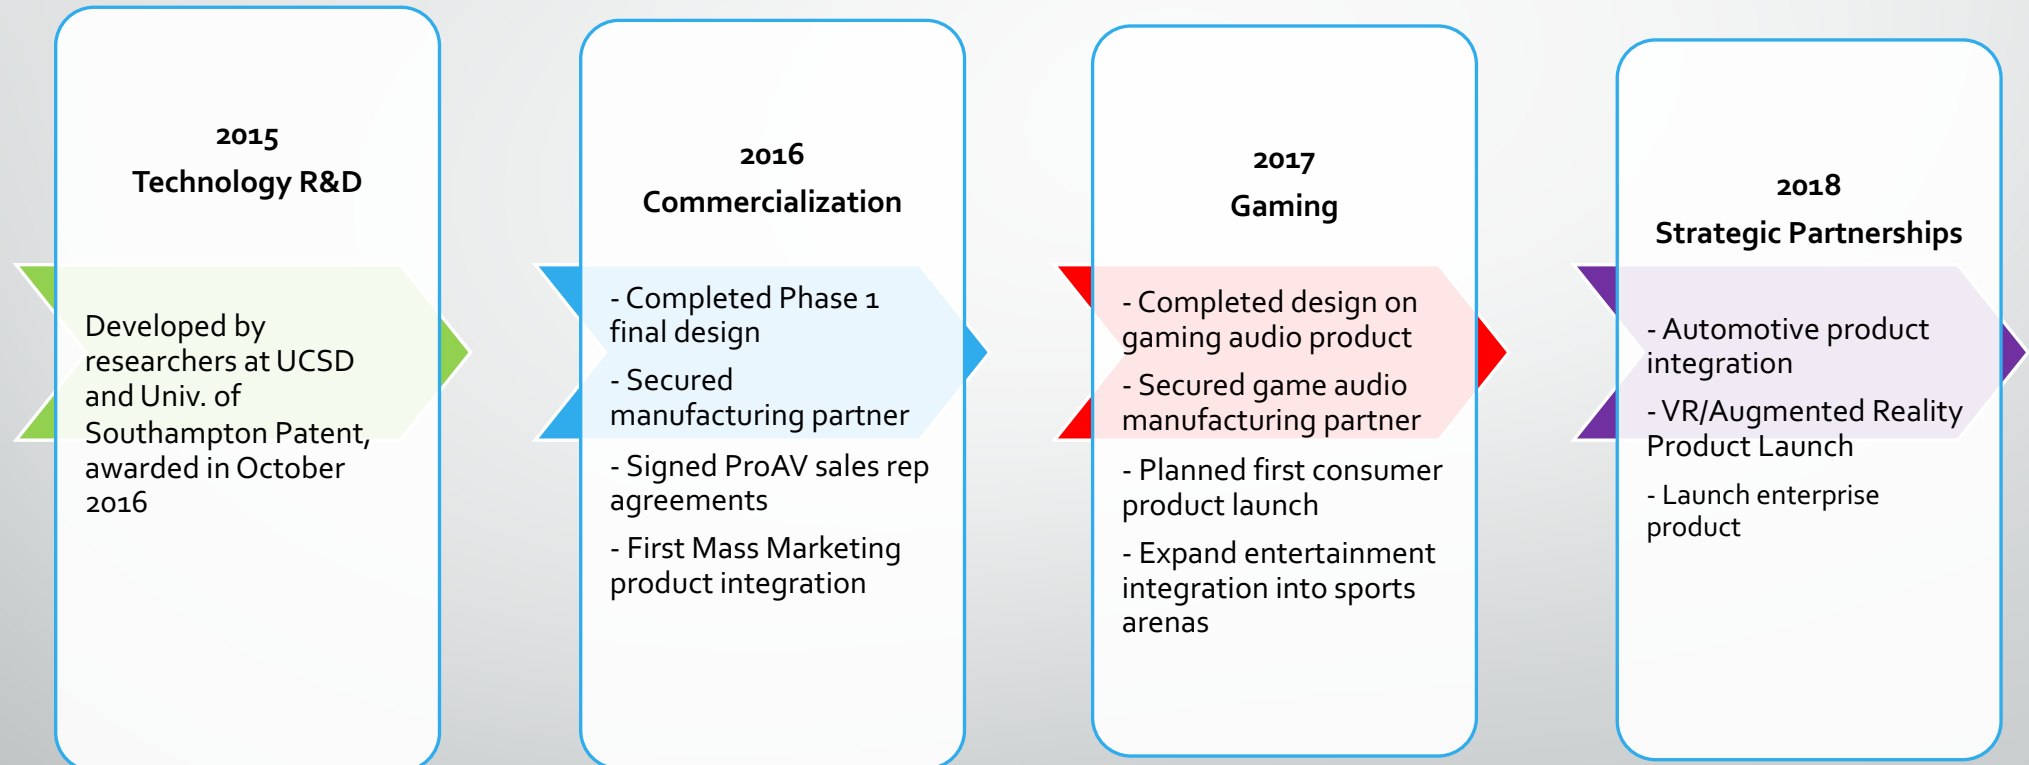 2015
Technology R&D
Developed by
researchers at UCSD
and Univ. of
Southampton Patent,
awarded in October
2016
2016
Commercialization
- Completed Phase 1
final design
- Secured
manufacturing partner
- Signed ProAV sales rep
agreements
- First Mass Marketing
product integration
2017
Gaming
- Completed design on
gaming audio product
- Secured game audio
manufacturing partner
- Planned first consumer
product launch
- Expand entertainment
integration into sports
arenas
2018
Strategic Partnerships
- Automotive product
integration
- VR/Augmented Reality
Product Launch
- Launch enterprise
product